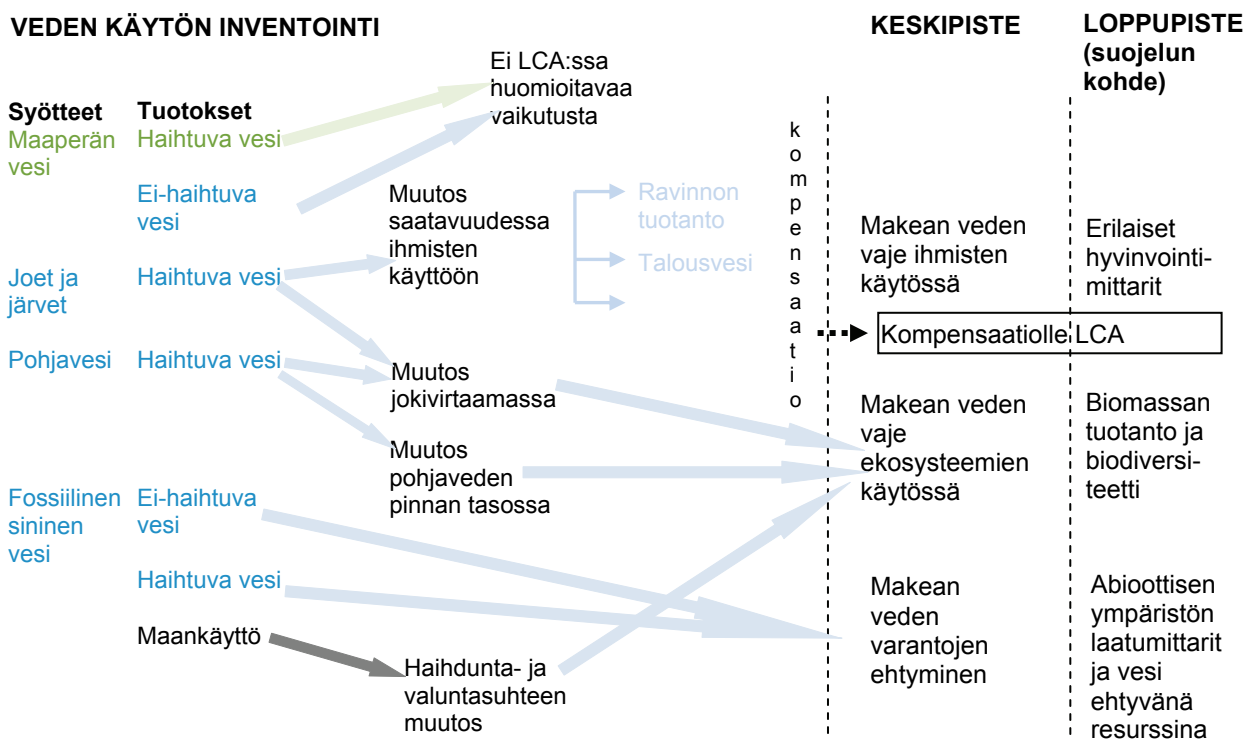 VEDEN KÄYTÖN INVENTOINTI
KESKIPISTE
LOPPUPISTE
(suojelun
kohde)
Syötteet
Tuotokset
Ei LCA:ssa
huomioitavaa
vaikutusta
Maaperän
vesi
Haihtuva vesi
Ei-haihtuva
vesi
Joet ja
järvet
Haihtuva vesi
Pohjavesi
Haihtuva vesi
Fossiilinen
sininen
vesi
Ei-haihtuva
vesi
Haihtuva vesi
Maankäyttö
Muutos
saatavuudessa
ihmisten
käyttöön
Ravinnon
tuotanto
Talousvesi
Muutos
jokivirtaamassa
Muutos
pohjaveden
pinnan tasossa
Haihdunta- ja
valuntasuhteen
muutos
kompensaatio
Makean veden
vaje ihmisten
käytössä
Kompensaatiolle LCA
Makean veden
vaje
ekosysteemien
käytössä
Makean
veden
varantojen
ehtyminen
Erilaiset
hyvinvointi-
mittarit
Biomassan
tuotanto ja
biodiversi-
teetti
Abioottisen
ympäristön
laatumittarit
ja vesi
ehtyvänä
resurssina